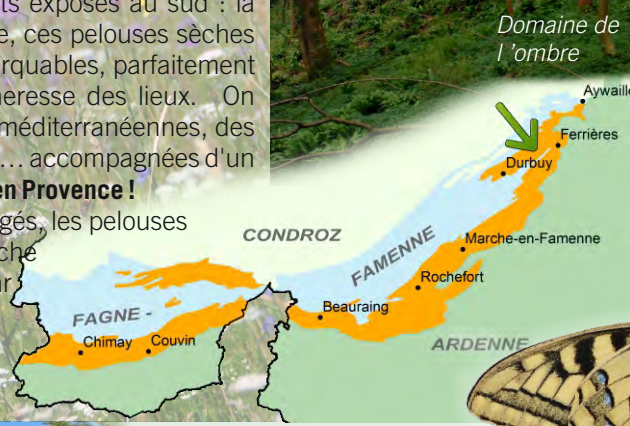 ts exposés au sud : la
e, ces pelouses sèches
rquables, parfaitement
heresse des lieux. On
méditerranéennes, des
... accompagnées d'un
en Provence !
gés, les pelouses
che
ar
Domaine de
l 'ombre
Aywaille
Ferrières
Durbuy
CONDROZ
Marche-en-Famenne
FAMENNE
Rochefort
Beauraing
FAGNE -
Chimay
Couvin
ARDENNE